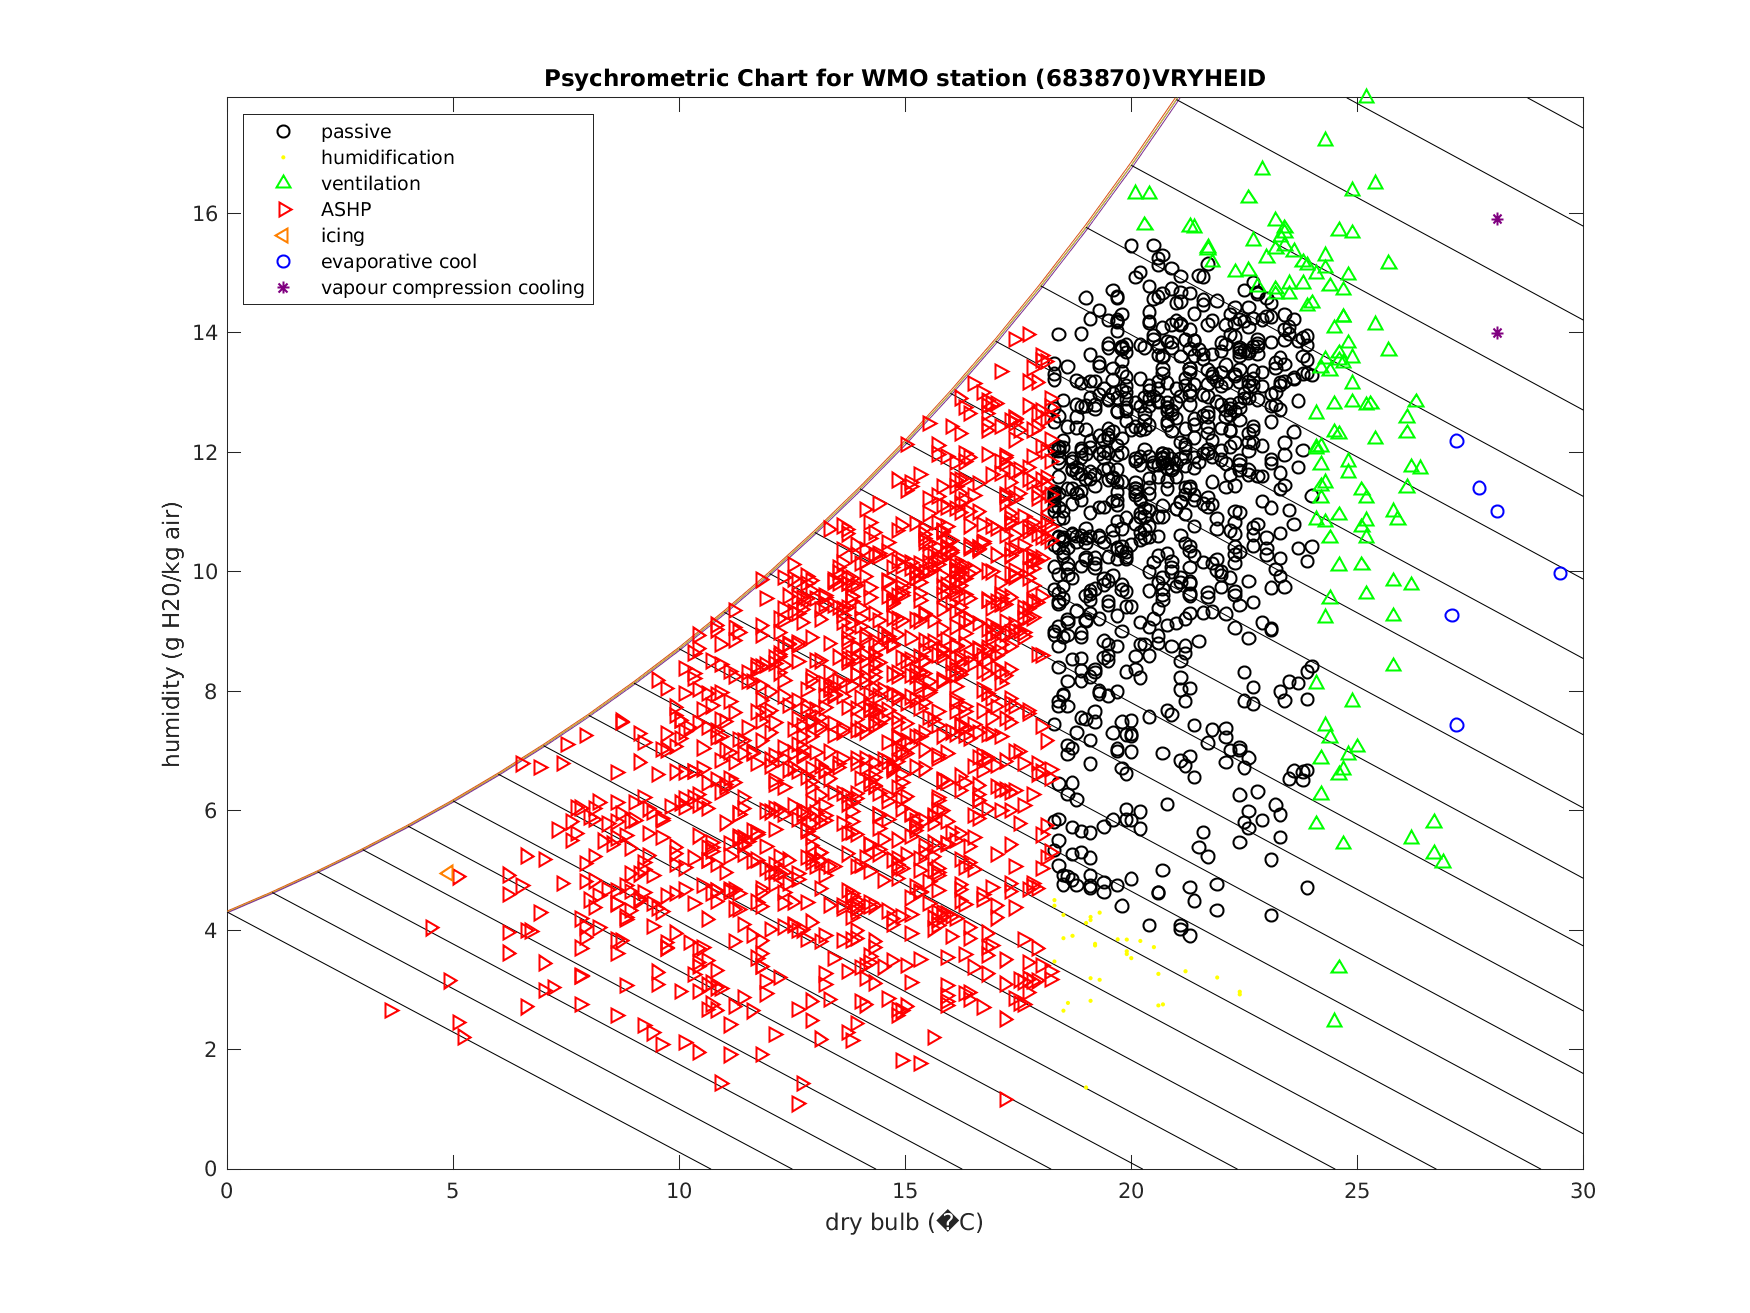 Psychrometric Chart for WMO station (683870)VRYHEID
passive
humidification
ventilation
ASHP
icing
evaporative cool
vapour compression cooling
humidity (g H20/kg air)
16
14
12
10
8
6
4
2
0
0 5 10 15 20 25 30
dry bulb (�C)